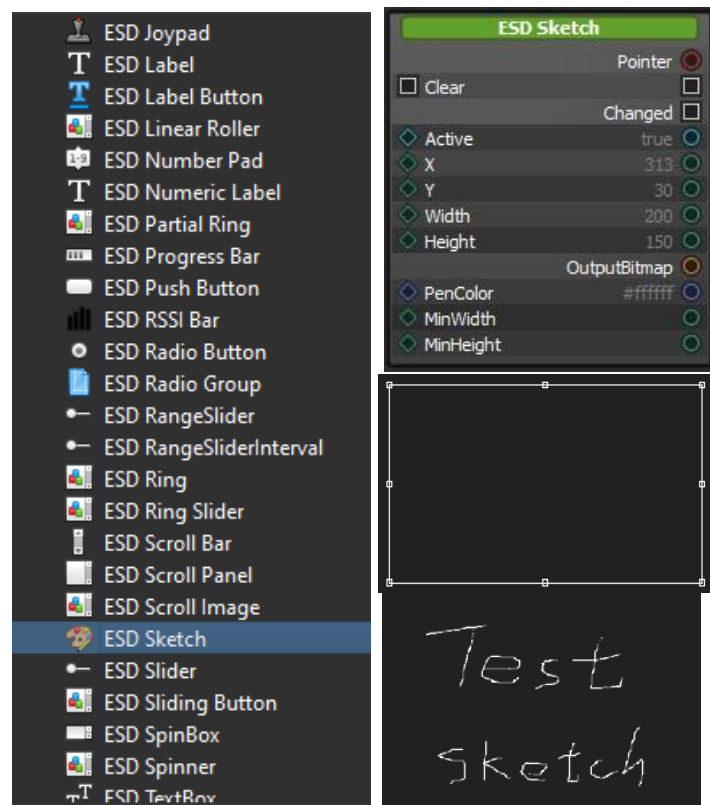 ESD Joypad
ESD Label
ESD Label Button
ESD Linear Roller
ESD Number Pad
ESD Numeric Label
ESD Partial Ring
ESD Progress Bar
ESD Push Button
ESD RSSI Bar
ESD Radio Button
ESD Radio Group
ESD RangeSlider
ESD RangeSliderInterval
ESD Ring
ESD Ring Slider
ESD Scroll Bar
ESD Scroll Panel
ESD Scroll Image
ESD Sketch
ESD Slider
ESD Sliding Button
ESD SpinBox
ESD Spinner
ESD TextBox
ESD Sketch
Pointer
Clear
Changed
Active true
X 313
Y 30
Width 200
Height 150
OutputBitmap
PenColor #ffffff
MinWidth
MinHeight
Test
sketch